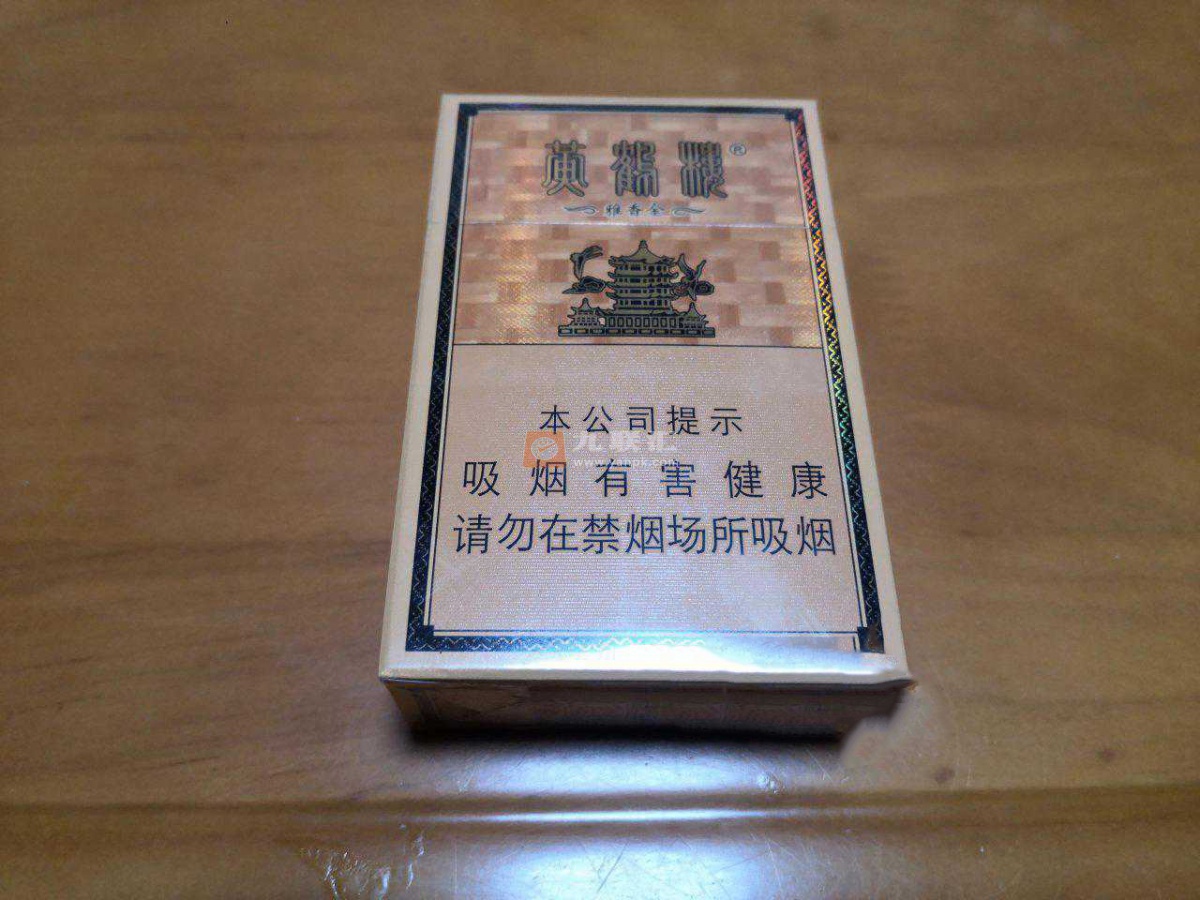 黄鹤楼®
雅香金
本公司提示
吸烟有害健康
请勿在禁烟场所吸烟